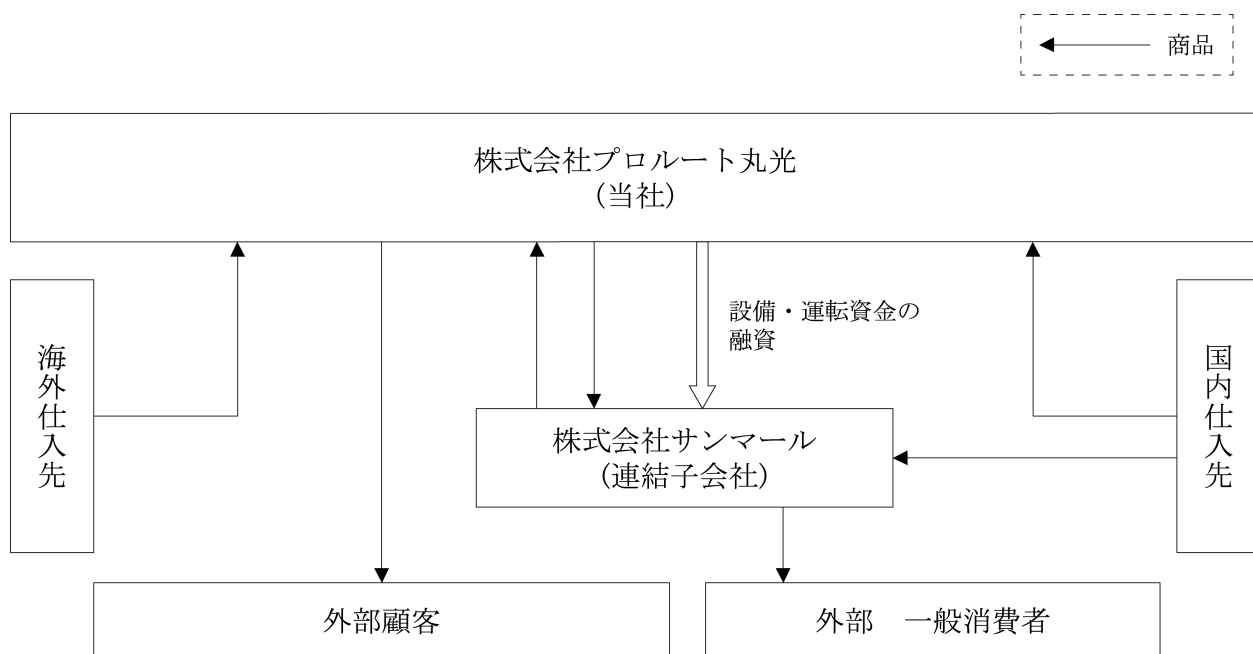 商品
株式会社プロルート丸光
（当社）
設備・運転資金の
融資
海外仕入先
国内仕入先
株式会社サンマール
（連結子会社）
外部顧客
外部　一般消費者